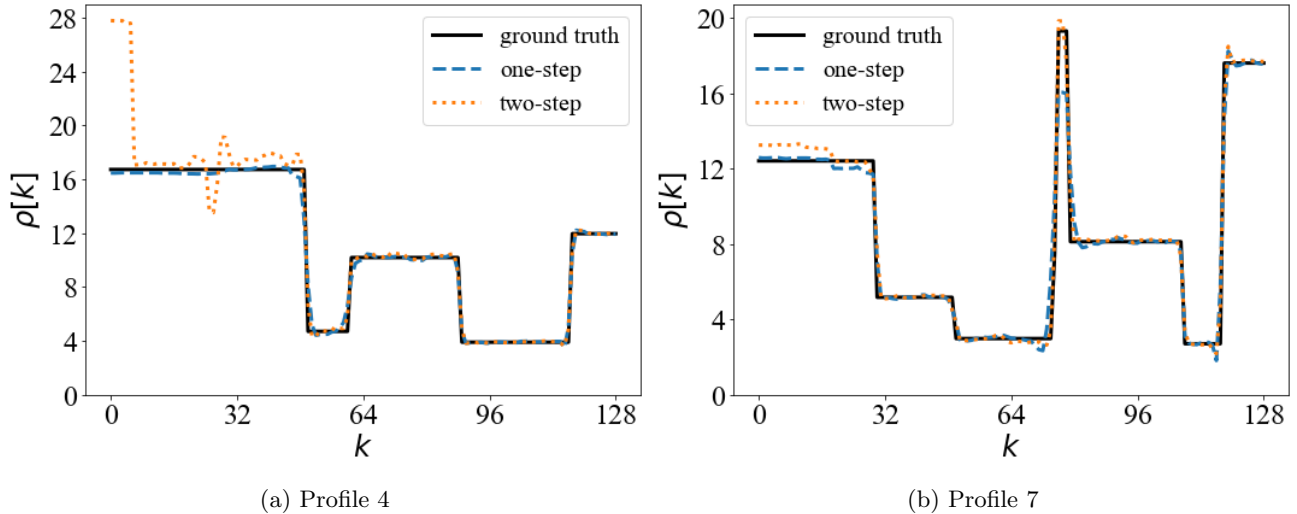 28
24
20
16
12
8
4
0
ρ[k]
0 32 64 96 128
k
ground truth
one-step
two-step
(a) Profile 4
20
16
12
8
4
0
ρ[k]
0 32 64 96 128
k
ground truth
one-step
two-step
(b) Profile 7